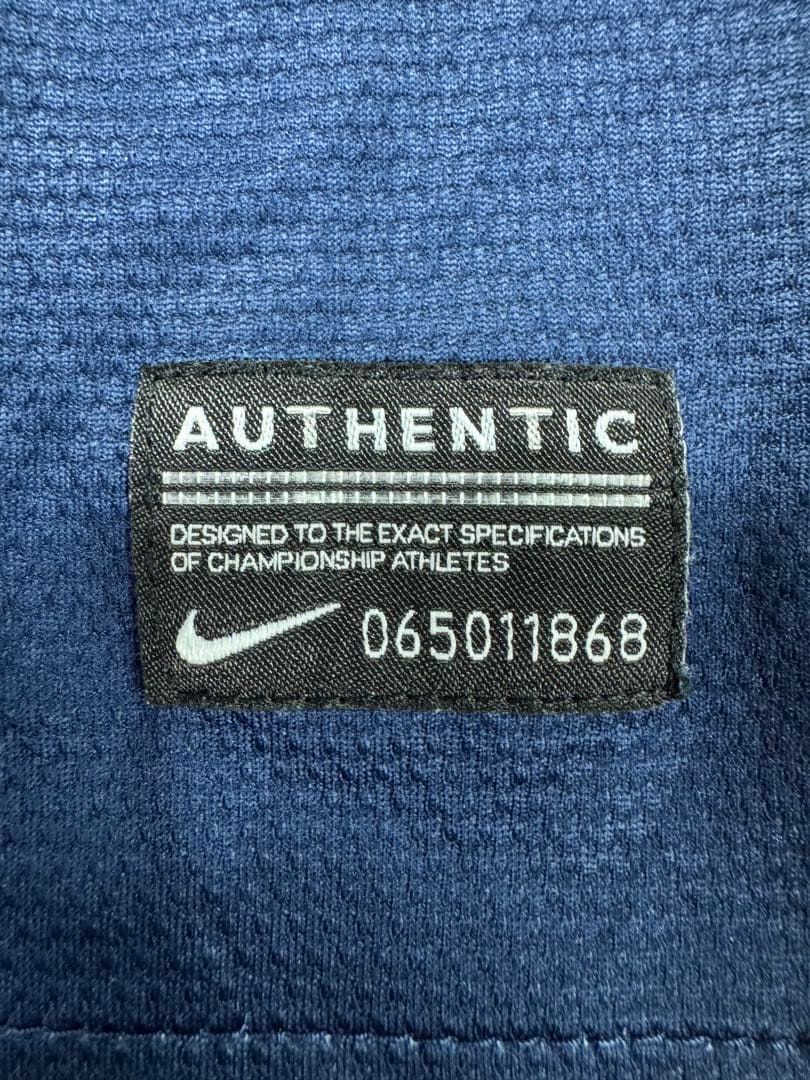 AUTHENTIC
DESIGNED TO THE EXACT SPECIFICATIONS
OF CHAMPIONSHIP ATHLETES
065011868